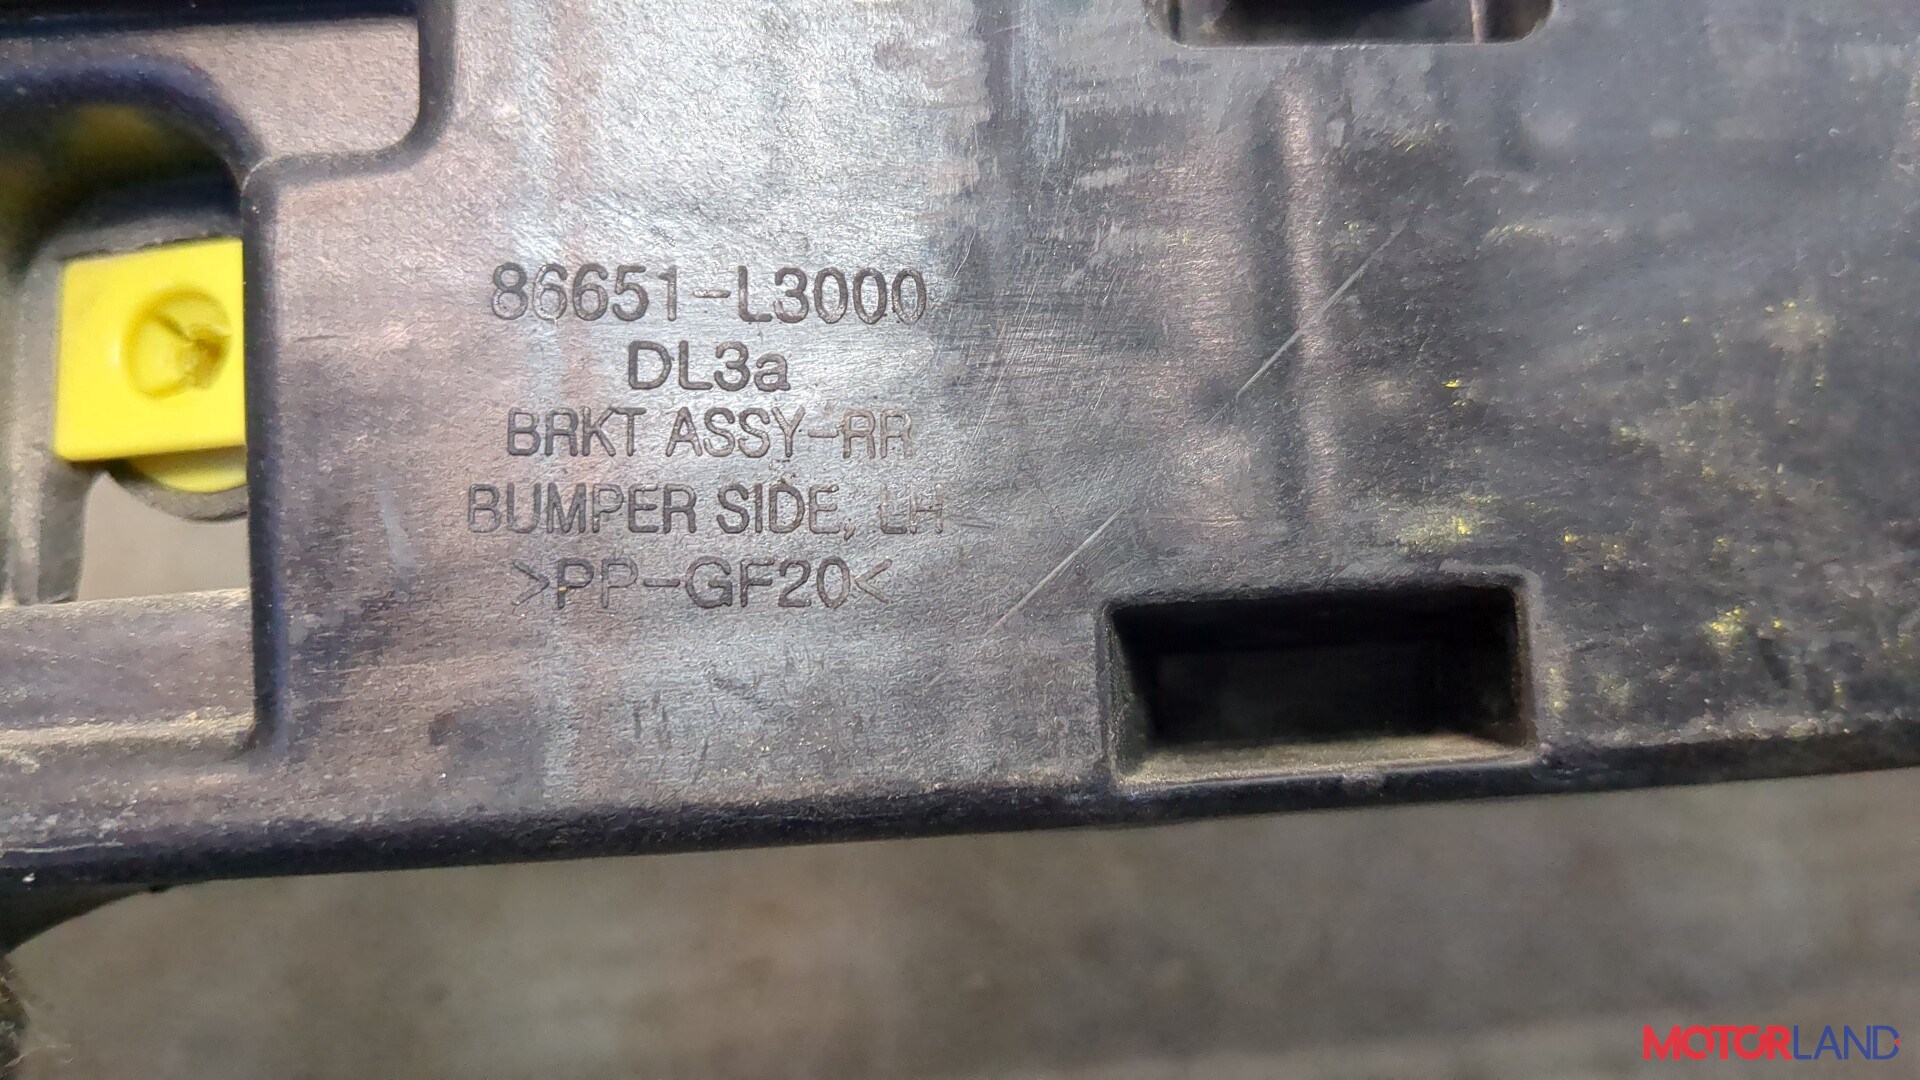 86651-L3000
DL3a
BRKT ASSY-RR
BUMPER SIDE, LH
>PP-GF20<
MOTORLAND